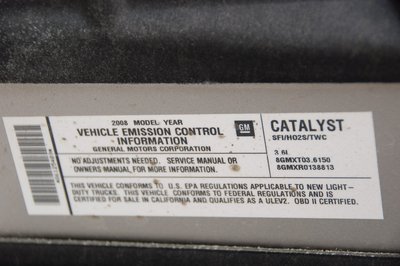 2008 MODEL YEAR
VEHICLE EMISSION CONTROL
INFORMATION
GENERAL MOTORS CORPORATION
GM
CATALYST
SFI/HO2S/TWC
NO ADJUSTMENTS NEEDED. SERVICE MANUAL OR
OWNERS MANUAL FOR MORE INFORMATION.
3.6L
8GMXT03.6150
8GMXR0138813
THIS VEHICLE CONFORMS TO U.S. EPA REGULATIONS APPLICABLE TO NEW LIGHT-
DUTY TRUCKS. THIS VEHICLE CONFORMS TO FEDERAL REGULATIONS AND IS
CERTIFIED FOR SALE IN CALIFORNIA AND QUALIFIES AS A ULEV2. OBD II CERTIFIED.